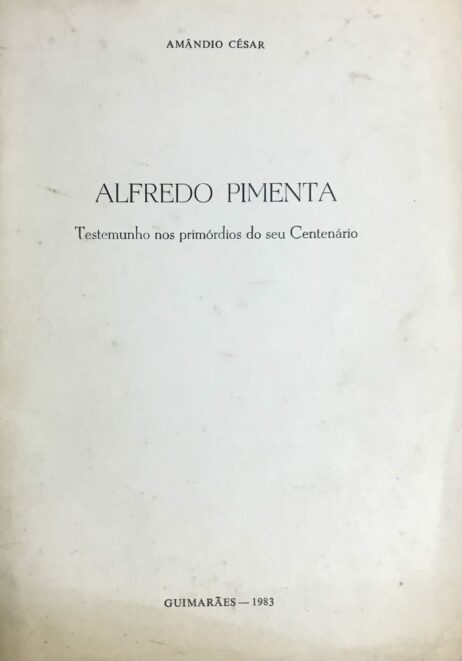 AMÂNDIO CÉSAR
ALFREDO PIMENTA
Testemunho nos primórdios do seu Centenário
GUIMARÃES — 1983